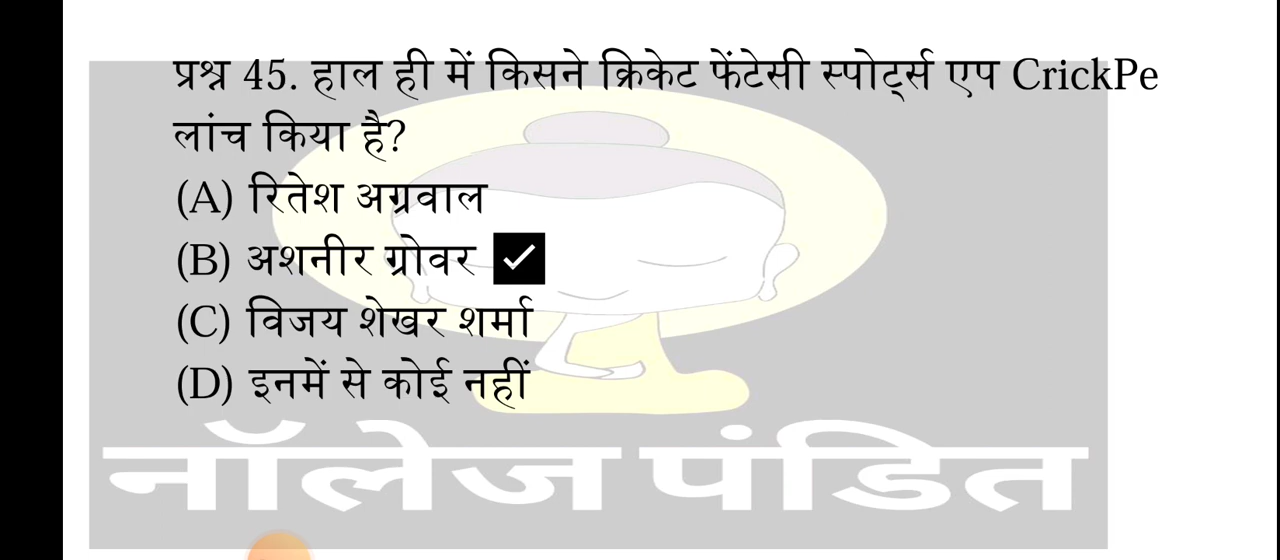 प्रश्न 45. हाल ही में किसने क्रिकेट फेंटेसी स्पोर्ट्स एप CrickPe
लांच किया है?
(A) रितेश अग्रवाल
(B) अशनीर ग्रोवर ✓
(C) विजय शेखर शर्मा
(D) इनमें से कोई नहीं
नॉलेज पंडित